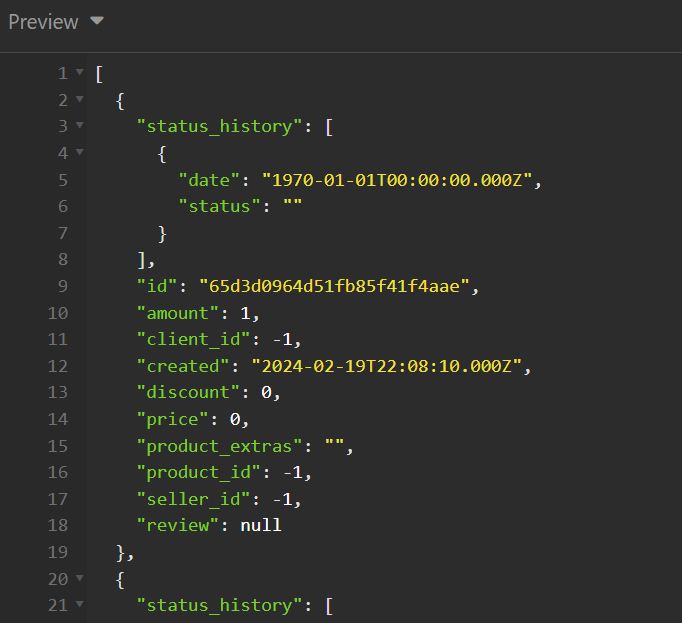 Preview
1 [
2 {
3 "status_history": [
4 {
5 "date": "1970-01-01T00:00:00.000Z",
6 "status": ""
7 }
8 ],
9 "id": "65d3d0964d51fb85f41f4aae",
10 "amount": 1,
11 "client_id": -1,
12 "created": "2024-02-19T22:08:10.000Z",
13 "discount": 0,
14 "price": 0,
15 "product_extras": "",
16 "product_id": -1,
17 "seller_id": -1,
18 "review": null
19 },
20 {
21 "status_history": [